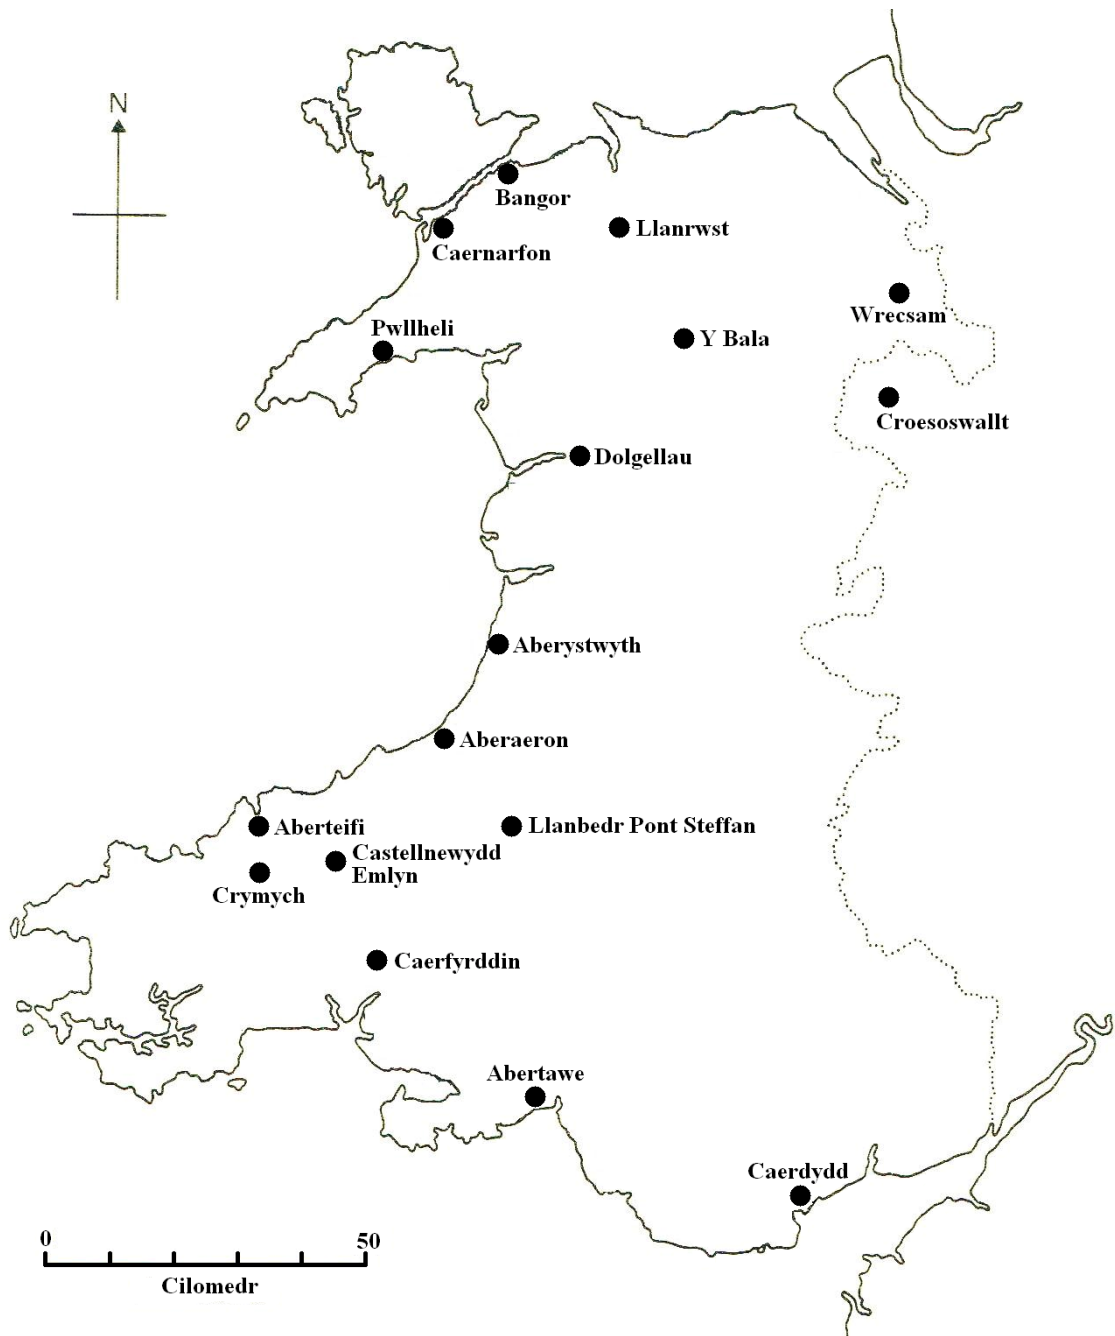 N
Bangor
Llanrwst
Caernarfon
Wrecsam
Pwllheli
Y Bala
Croesoswallt
Dolgellau
Aberystwyth
Aberaeron
Aberteifi
Llanbedr Pont Steffan
Castellnewydd
Emlyn
Crymych
Caerfyrddin
Abertawe
Caerdydd
0 50
Cilomedr